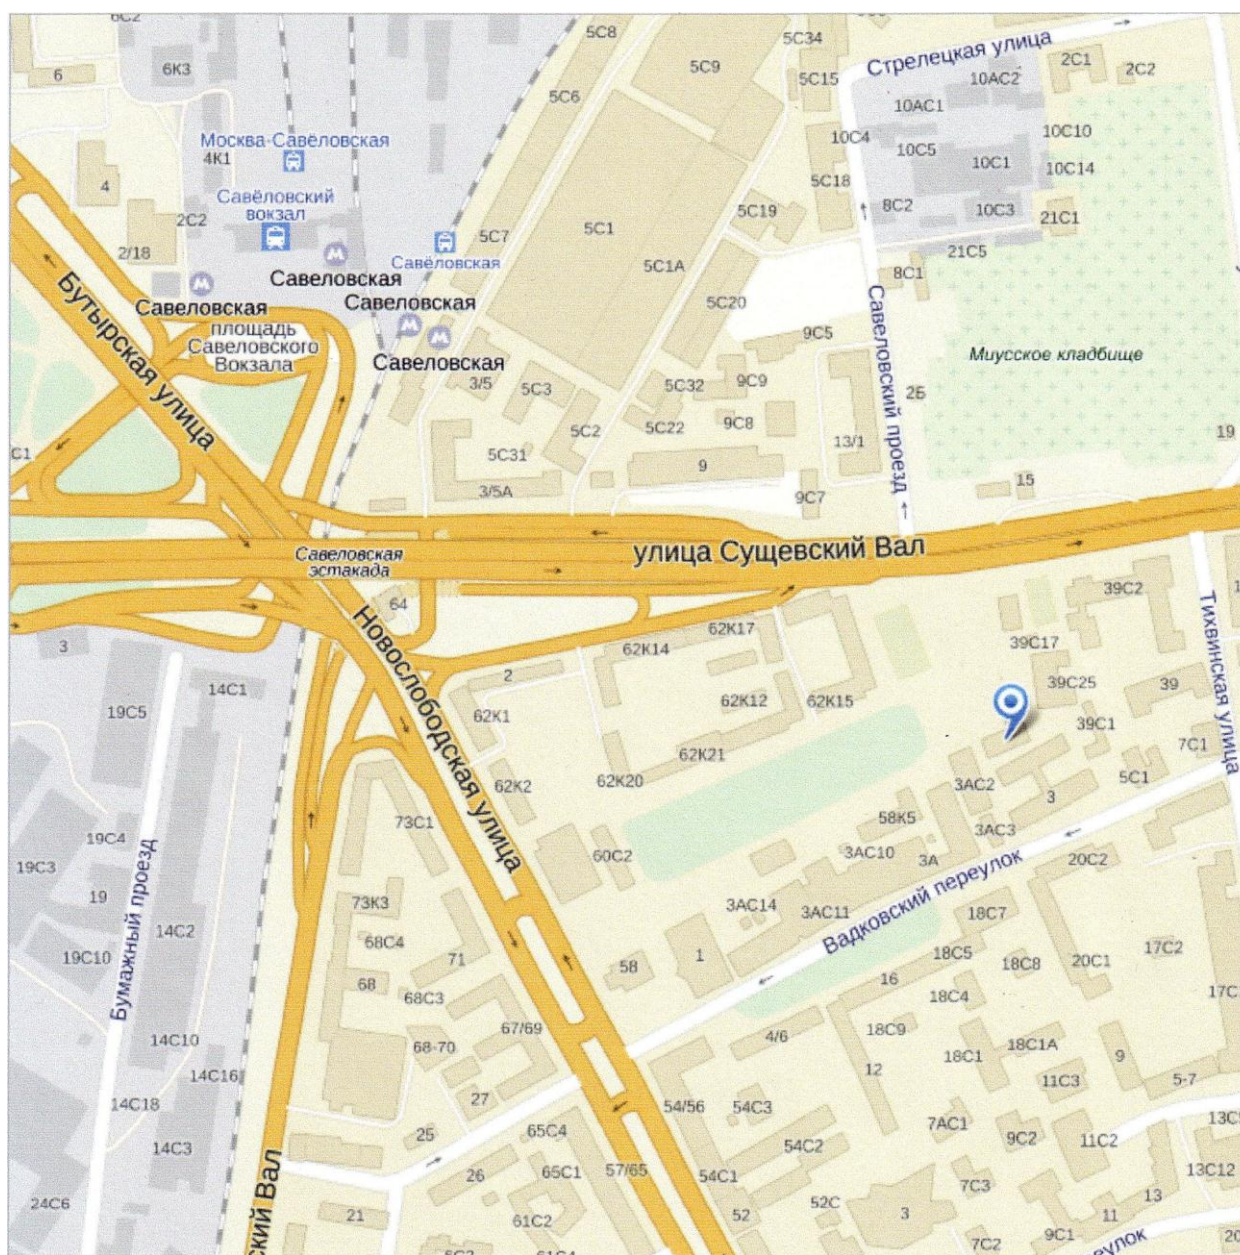 6С2
6
6К3
4
4К1
Москва-Савёловская
Савёловский
вокзал
2С2
2/18
Савеловская
Савеловская
площадь
Савеловского
Вокзала
Савёловская
Савеловская
Савеловская
5С8
5С6
5С9
5С34
5С15
5С7
5С1
5С1А
5С18
5С19
5С20
10С4
Стрелецкая улица
2С1
2С2
10АС2
10АС1
10С10
10С5
10С1
10С14
8С2
10С3
21С1
21С5
8С1
9С5
Савеловский проезд
Миусское кладбище
2Б
19
15
Бутырская улица
С1
3/5
5С3
5С32
9С9
5С2
5С22
9С8
5С31
3/5А
9
13/1
9С7
Савеловская
эстакада
улица Сущевский Вал
64
Новослободская улица
3
14С1
19С5
2
62К14
62К17
62К12
62К15
62К1
62К21
62К20
62К2
39С2
39С17
39С25
39
39С1
7С1
5С1
Тихвинская улица
3АС2
3
3АС3
58К5
3АС10
3А
20С2
3АС14
3АС11
Вадковский переулок
60С2
58
1
73С1
73К3
68С4
71
68
68С3
67/69
68-70
27
25
26
65С4
65С1
57/65
61С2
21
19С4
19С3
19
19С10
Бумажный проезд
14С2
14С10
14С16
14С18
14С3
24С6
ский Вал
18С7
18С5
18С8
20С1
17С2
16
18С4
4/6
18С9
18С1
18С1А
12
11С3
9
5-7
54/56
54С3
7АС1
9С2
11С2
54С2
54С1
52С
52
3
7С3
7С2
9С1
11
13
13С12
еулок